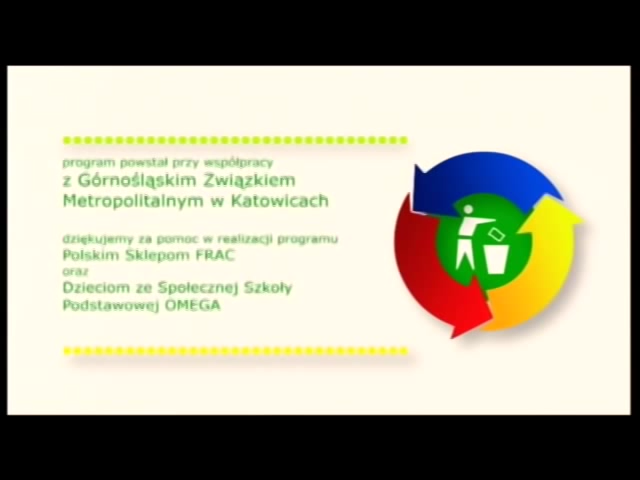 program powstał przy współpracy
z Górnośląskim Związkiem
Metropolitalnym w Katowicach
dziękujemy za pomoc w realizacji programu
Polskim Sklepom FRAC
oraz
Dzieciom ze Społecznej Szkoły
Podstawowej OMEGA